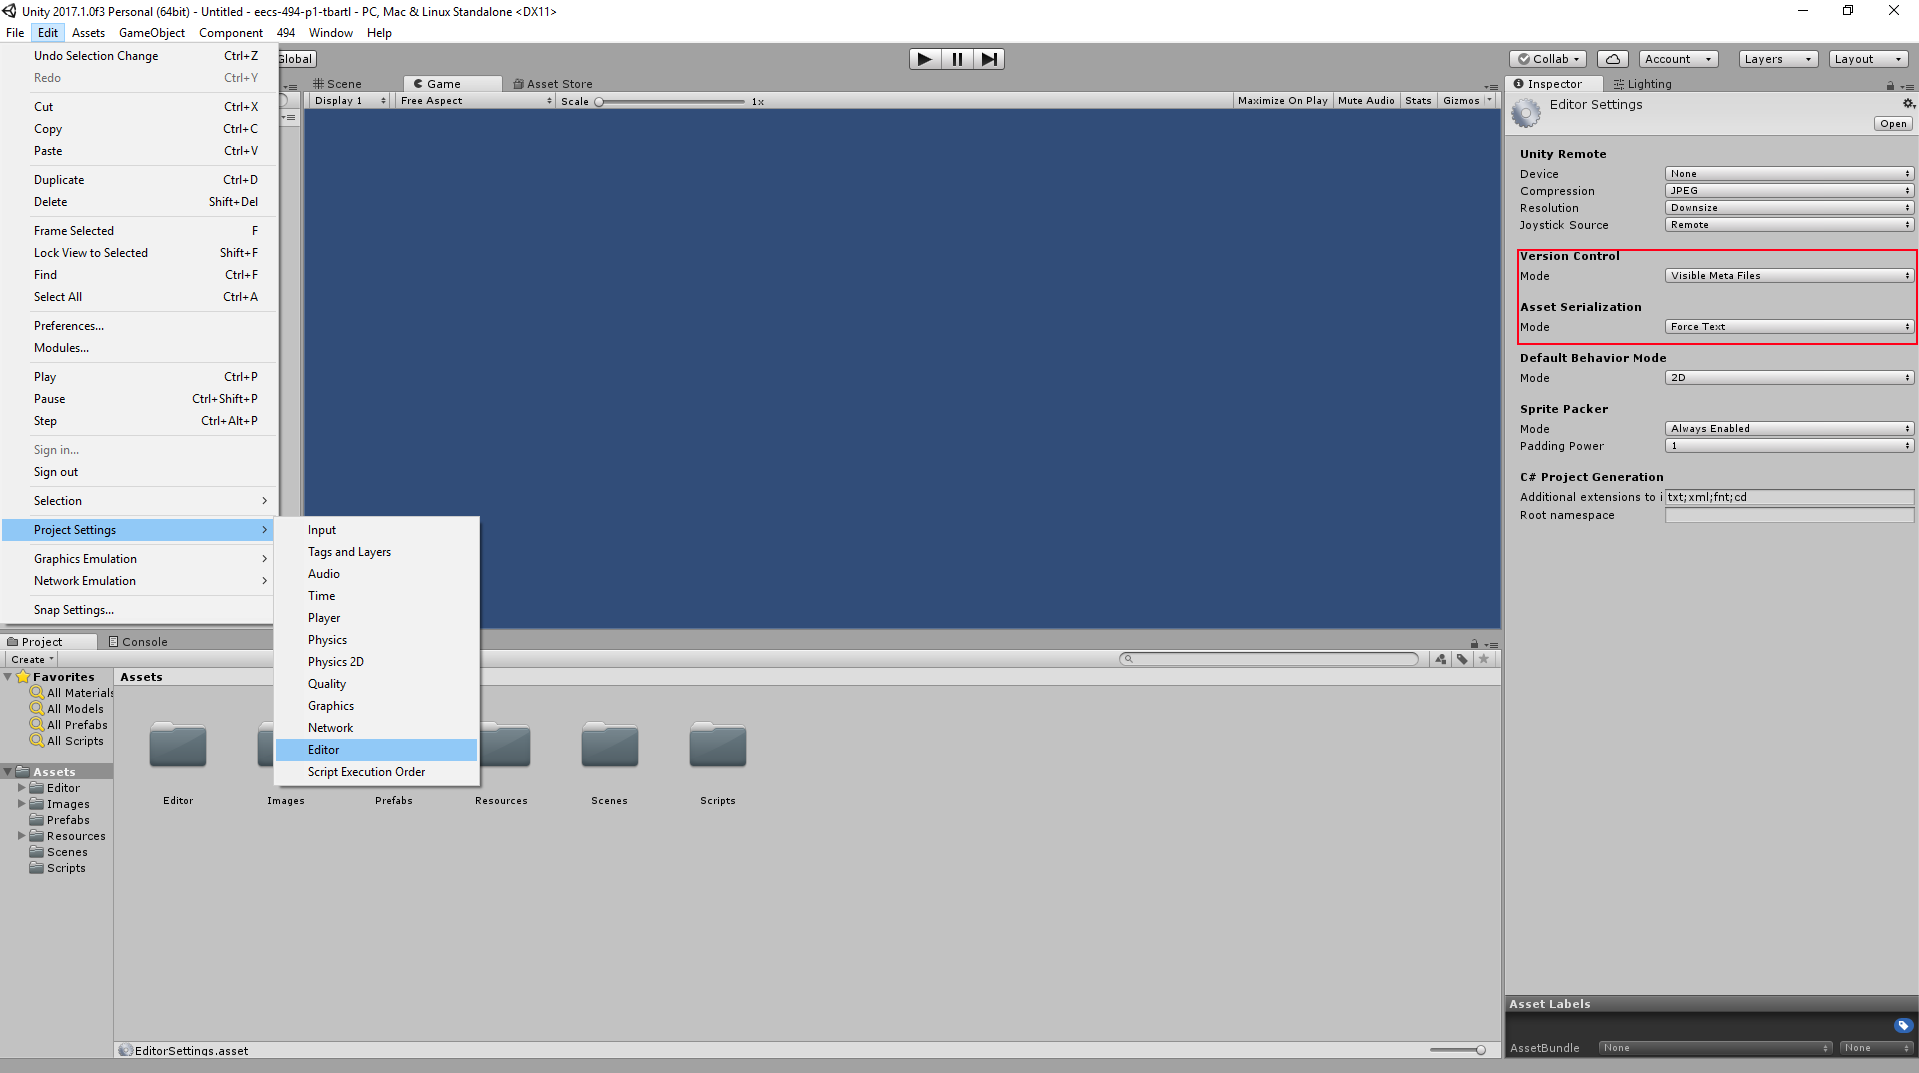 Unity 2017.1.0f3 Personal (64bit) - Untitled - eecs-494-p1-tbartl - PC, Mac & Linux Standalone <DX11>
File Edit Assets GameObject Component 494 Window Help
Undo Selection Change Ctrl+Z
Redo Ctrl+Y
Cut Ctrl+X
Copy Ctrl+C
Paste Ctrl+V
Duplicate Ctrl+D
Delete Shift+Del
Frame Selected F
Lock View to Selected Shift+F
Find Ctrl+F
Select All Ctrl+A
Preferences...
Modules...
Play Ctrl+P
Pause Ctrl+Shift+P
Step Ctrl+Alt+P
Sign in...
Sign out
Selection
Project Settings
Graphics Emulation
Network Emulation
Snap Settings...
Input
Tags and Layers
Audio
Time
Player
Physics
Physics 2D
Quality
Graphics
Network
Editor
Script Execution Order
Global
Collab Account Layers Layout
Scene Game Asset Store
Display 1 Free Aspect Scale 1x Maximize On Play Mute Audio Stats Gizmos
Inspector Lighting
Editor Settings
Open
Unity Remote
Device None
Compression JPEG
Resolution Downsize
Joystick Source Remote
Version Control
Mode Visible Meta Files
Asset Serialization
Mode Force Text
Default Behavior Mode
Mode 2D
Sprite Packer
Mode Always Enabled
Padding Power 1
C# Project Generation
Additional extensions to i txt;xml;fnt;cd
Root namespace
Project Console
Create
Favorites
All Materials
All Models
All Prefabs
All Scripts
Assets
Editor
Images
Prefabs
Resources
Scenes
Scripts
Assets
Editor Images Prefabs Resources Scenes Scripts
EditorSettings.asset
Asset Labels
AssetBundle None None